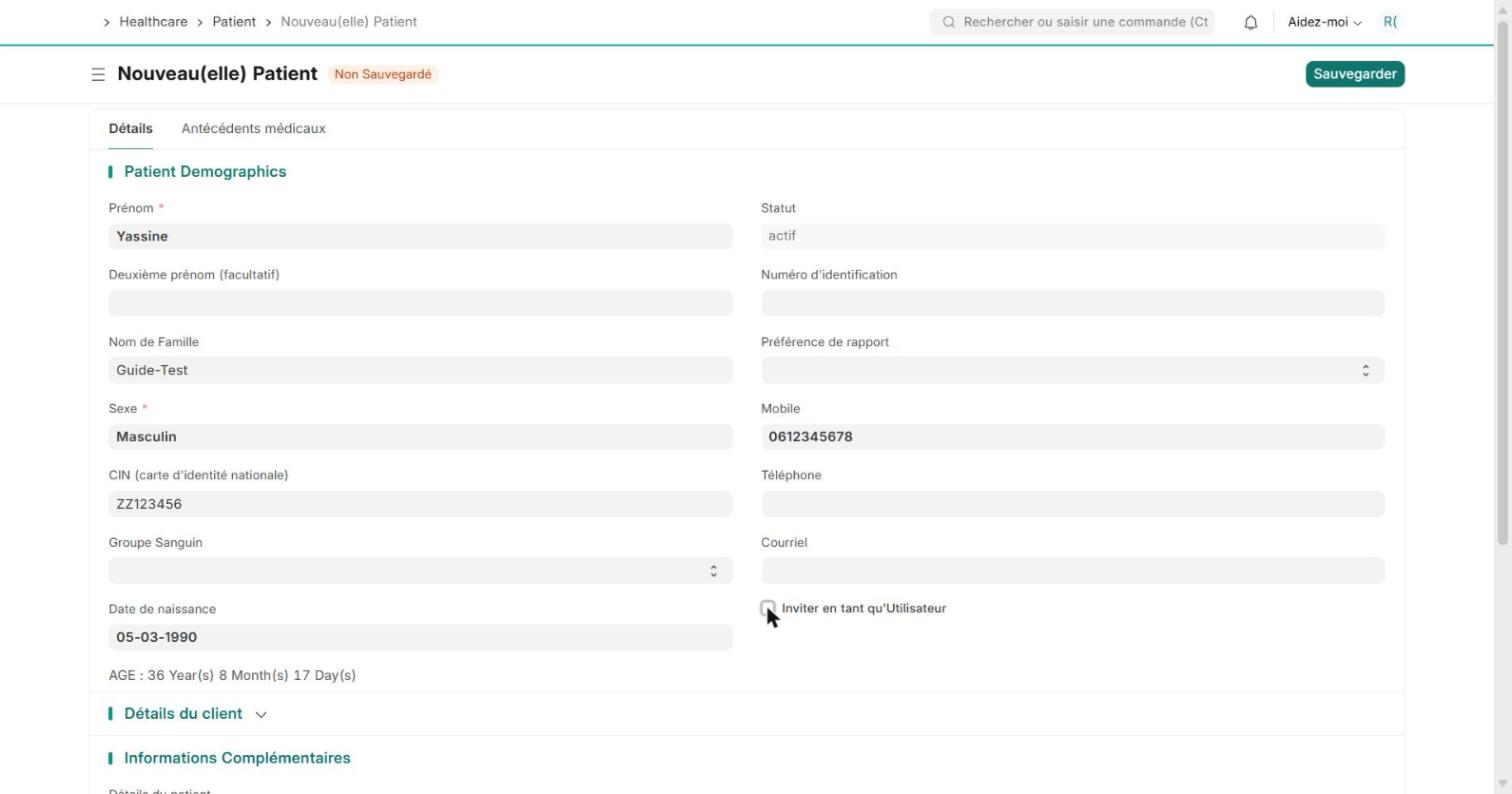 Healthcare > Patient > Nouveau(elle) Patient
Rechercher ou saisir une commande (Ct
Aidez-moi
R(
Nouveau(elle) Patient
Non Sauvegardé
Sauvegarder
Détails
Antécédents médicaux
Patient Demographics
Prénom *
Yassine
Statut
actif
Deuxième prénom (facultatif)
Numéro d'identification
Nom de Famille
Guide-Test
Préférence de rapport
Sexe *
Masculin
Mobile
0612345678
CIN (carte d'identité nationale)
ZZ123456
Téléphone
Groupe Sanguin
Courriel
Date de naissance
05-03-1990
Inviter en tant qu'Utilisateur
AGE : 36 Year(s) 8 Month(s) 17 Day(s)
Détails du client
Informations Complémentaires
Détails du patient